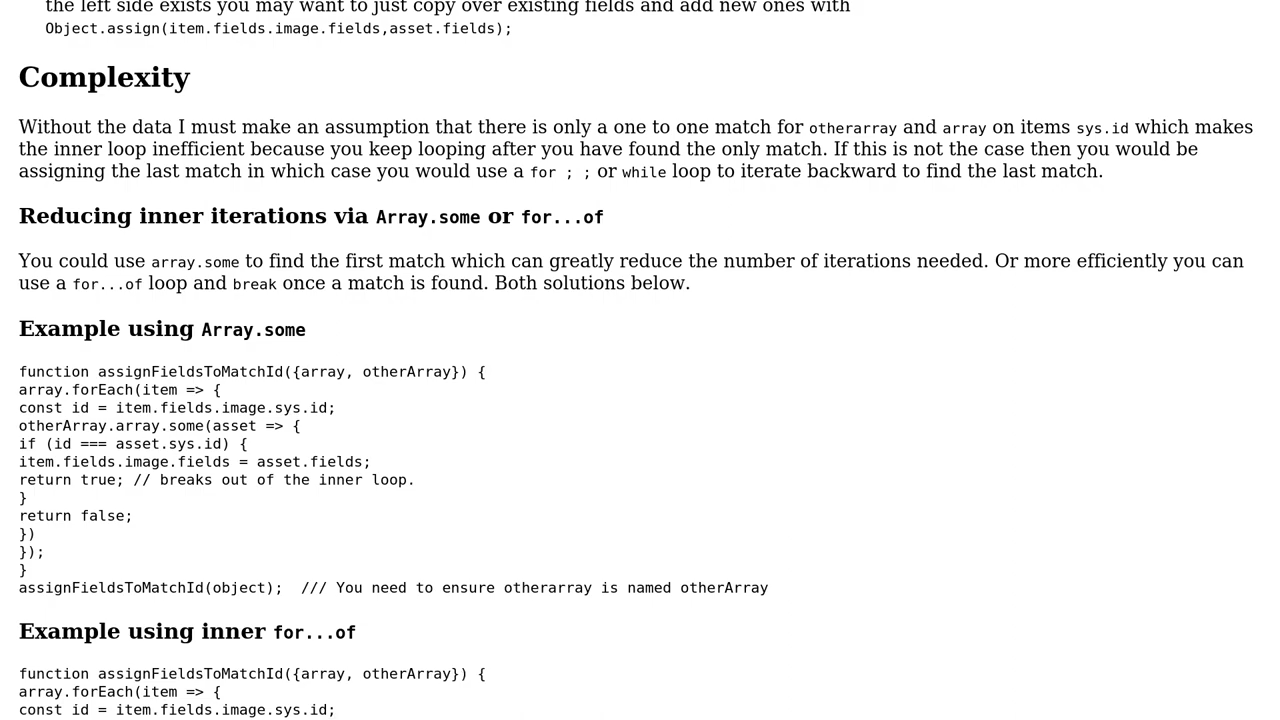 the left side exists you may want to just copy over existing fields and add new ones with
Object.assign(item.fields.image.fields,asset.fields);
Complexity
Without the data I must make an assumption that there is only a one to one match for otherarray and array on items sys.id which makes
the inner loop inefficient because you keep looping after you have found the only match. If this is not the case then you would be
assigning the last match in which case you would use a for ; ; or while loop to iterate backward to find the last match.
Reducing inner iterations via Array.some or for...of
You could use array.some to find the first match which can greatly reduce the number of iterations needed. Or more efficiently you can
use a for...of loop and break once a match is found. Both solutions below.
Example using Array.some
function assignFieldsToMatchId({array, otherArray}) {
array.forEach(item => {
const id = item.fields.image.sys.id;
otherArray.array.some(asset => {
if (id === asset.sys.id) {
item.fields.image.fields = asset.fields;
return true; // breaks out of the inner loop.
}
return false;
})
});
}
assignFieldsToMatchId(object);  /// You need to ensure otherarray is named otherArray
Example using inner for...of
function assignFieldsToMatchId({array, otherArray}) {
array.forEach(item => {
const id = item.fields.image.sys.id;